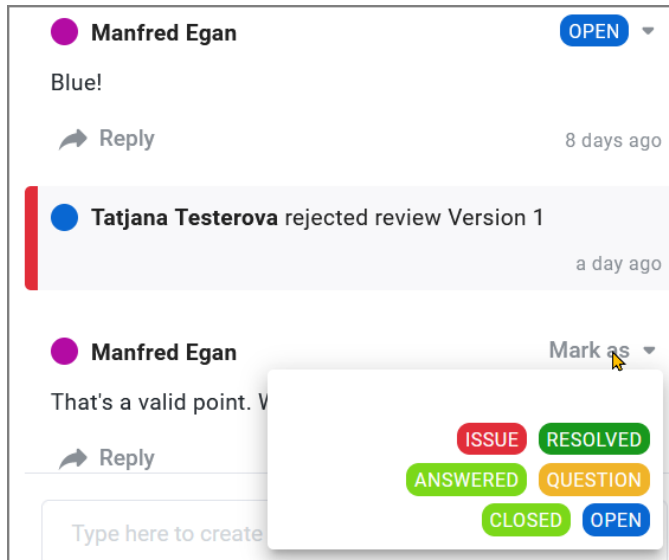 Manfred Egan OPEN
Blue!
Reply 8 days ago
Tatjana Testerova rejected review Version 1
a day ago
Manfred Egan Mark as
That's a valid point.
Reply
ISSUE RESOLVED
ANSWERED QUESTION
CLOSED OPEN
Type here to create